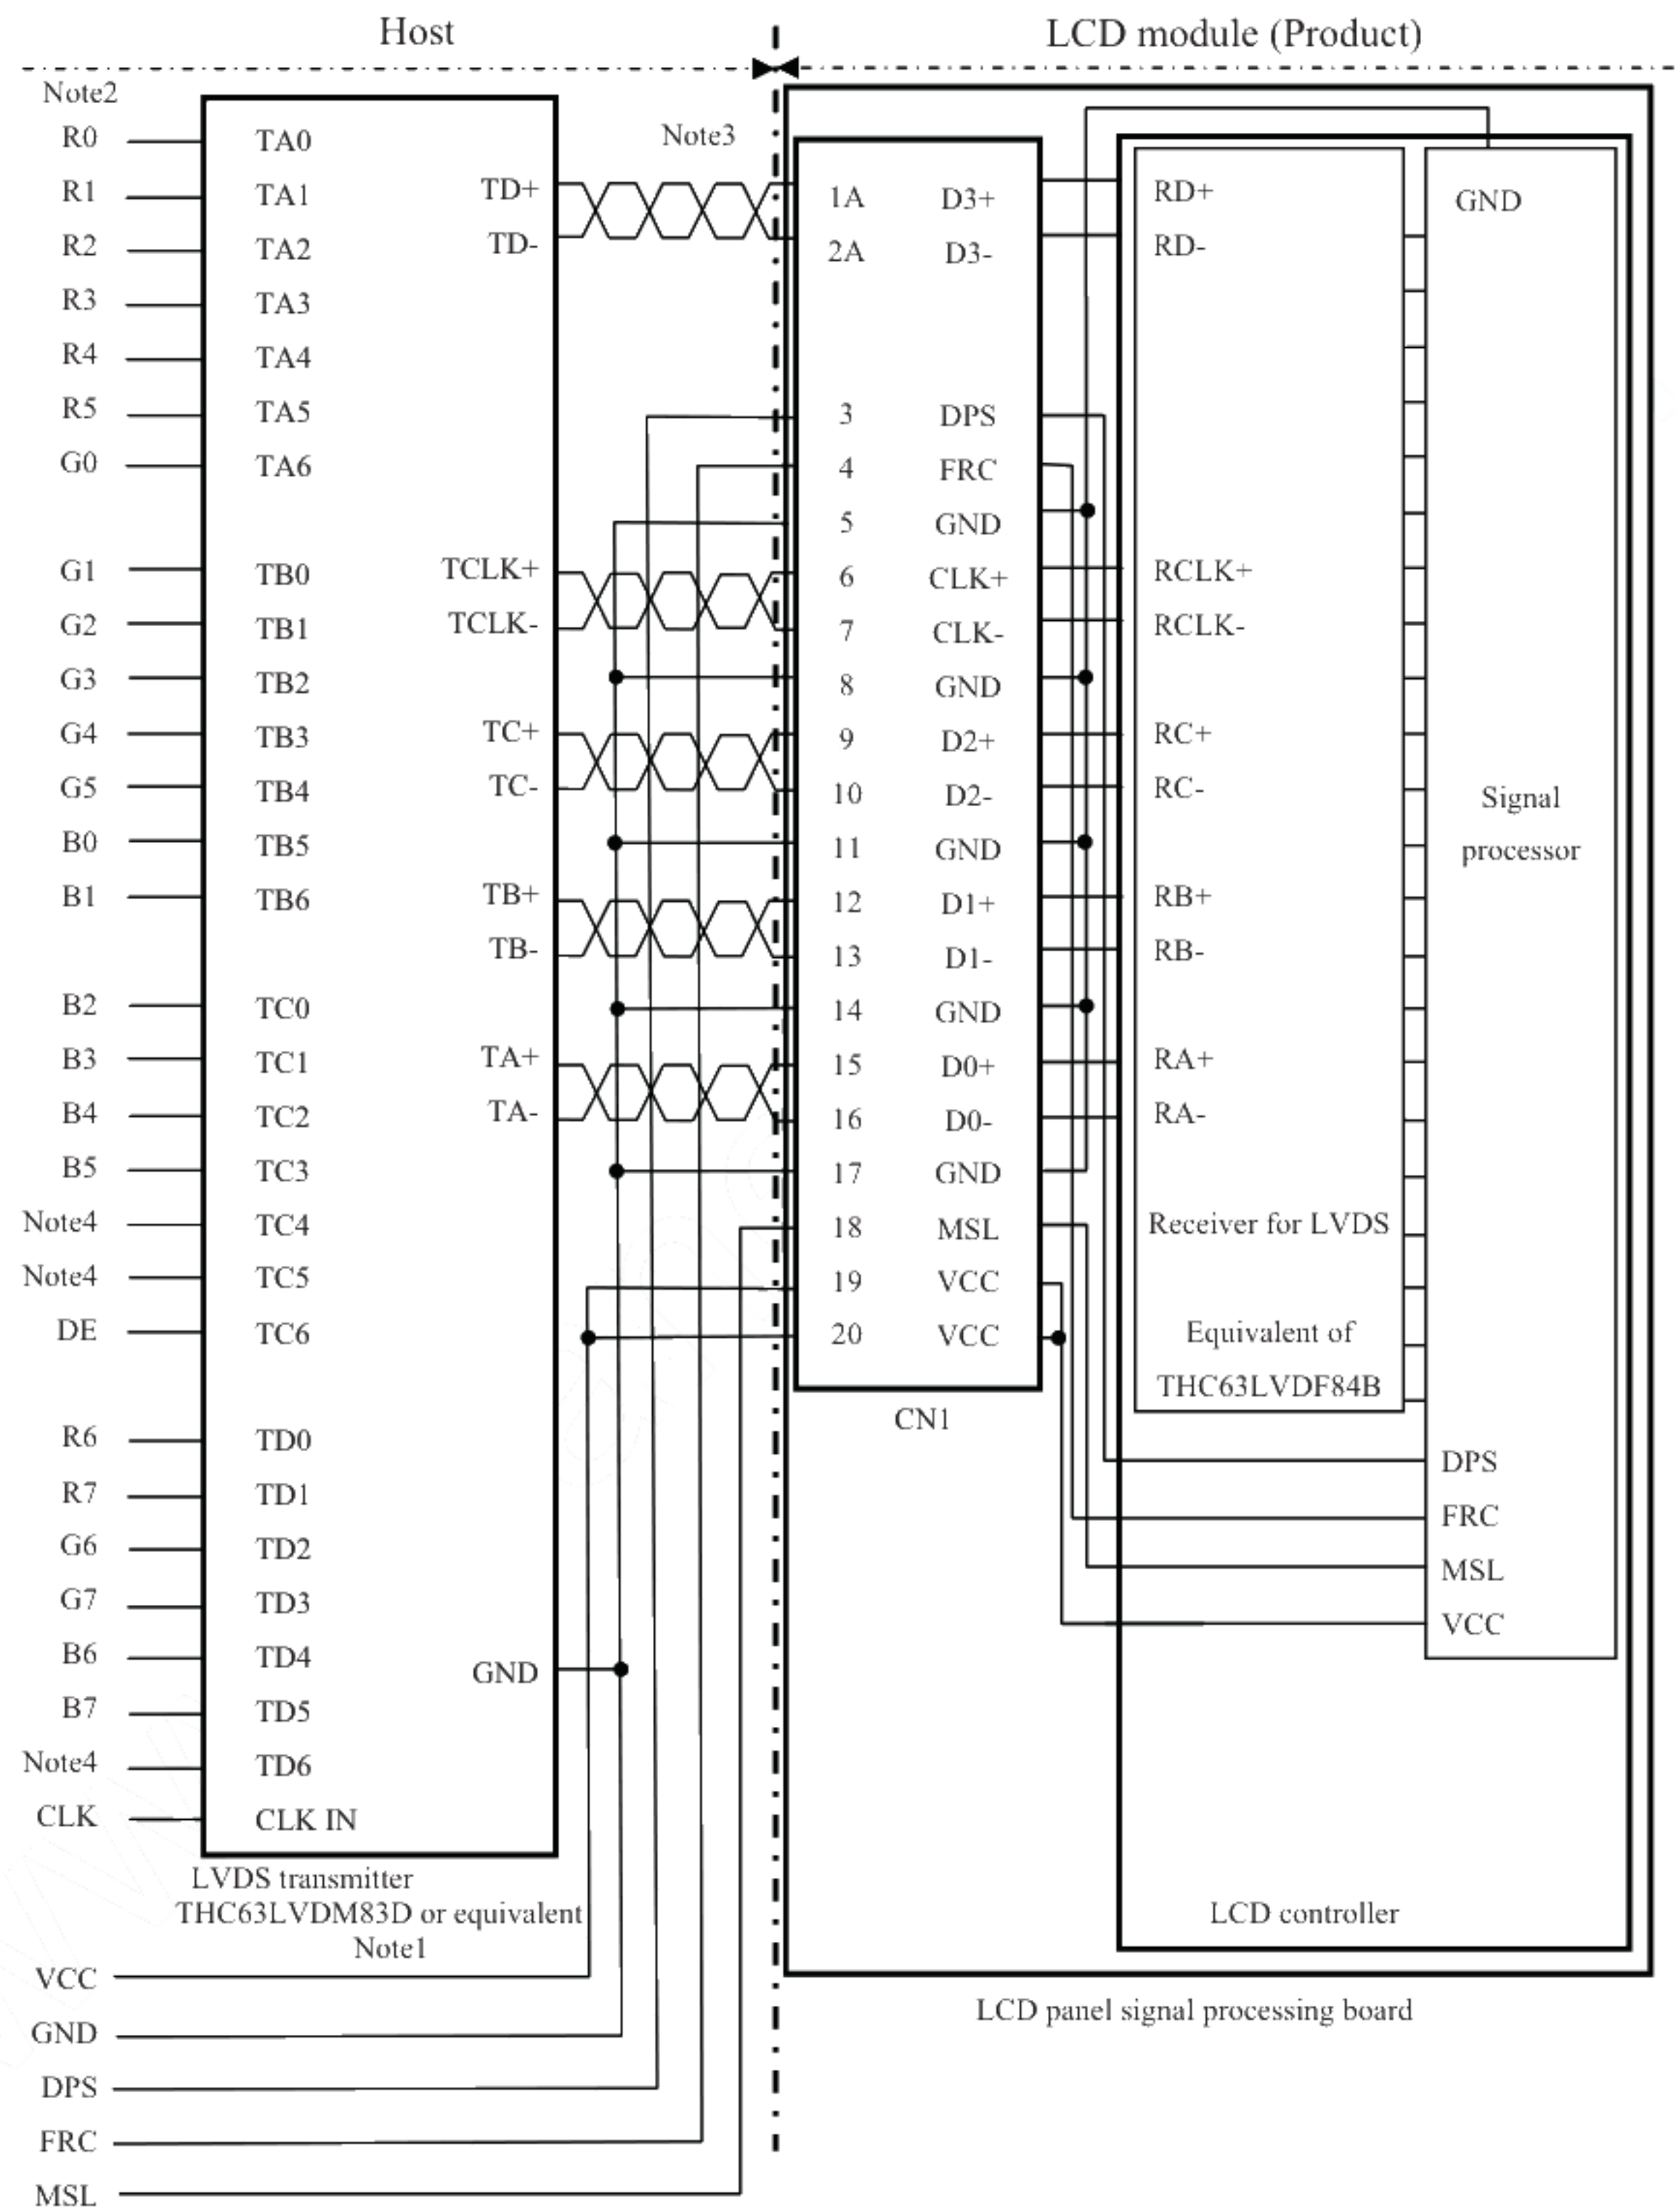 Host
LCD module (Product)
Note2
R0
R1
R2
R3
R4
R5
G0
G1
G2
G3
G4
G5
B0
B1
B2
B3
B4
B5
Note4
Note4
DE
R6
R7
G6
G7
B6
B7
Note4
CLK
TA0
TA1
TA2
TA3
TA4
TA5
TA6
TB0
TB1
TB2
TB3
TB4
TB5
TB6
TC0
TC1
TC2
TC3
TC4
TC5
TC6
TD0
TD1
TD2
TD3
TD4
TD5
TD6
CLK IN
TD+
TD-
TCLK+
TCLK-
TC+
TC-
TB+
TB-
TA+
TA-
GND
LVDS transmitter
THC63LVDM83D or equivalent
Note1
VCC
GND
DPS
FRC
MSL
Note3
1A D3+
2A D3-
3 DPS
4 FRC
5 GND
6 CLK+
7 CLK-
8 GND
9 D2+
10 D2-
11 GND
12 D1+
13 D1-
14 GND
15 D0+
16 D0-
17 GND
18 MSL
19 VCC
20 VCC
CN1
RD+
RD-
RCLK+
RCLK-
RC+
RC-
RB+
RB-
RA+
RA-
Receiver for LVDS
Equivalent of
THC63LVDF84B
GND
Signal
processor
DPS
FRC
MSL
VCC
LCD controller
LCD panel signal processing board